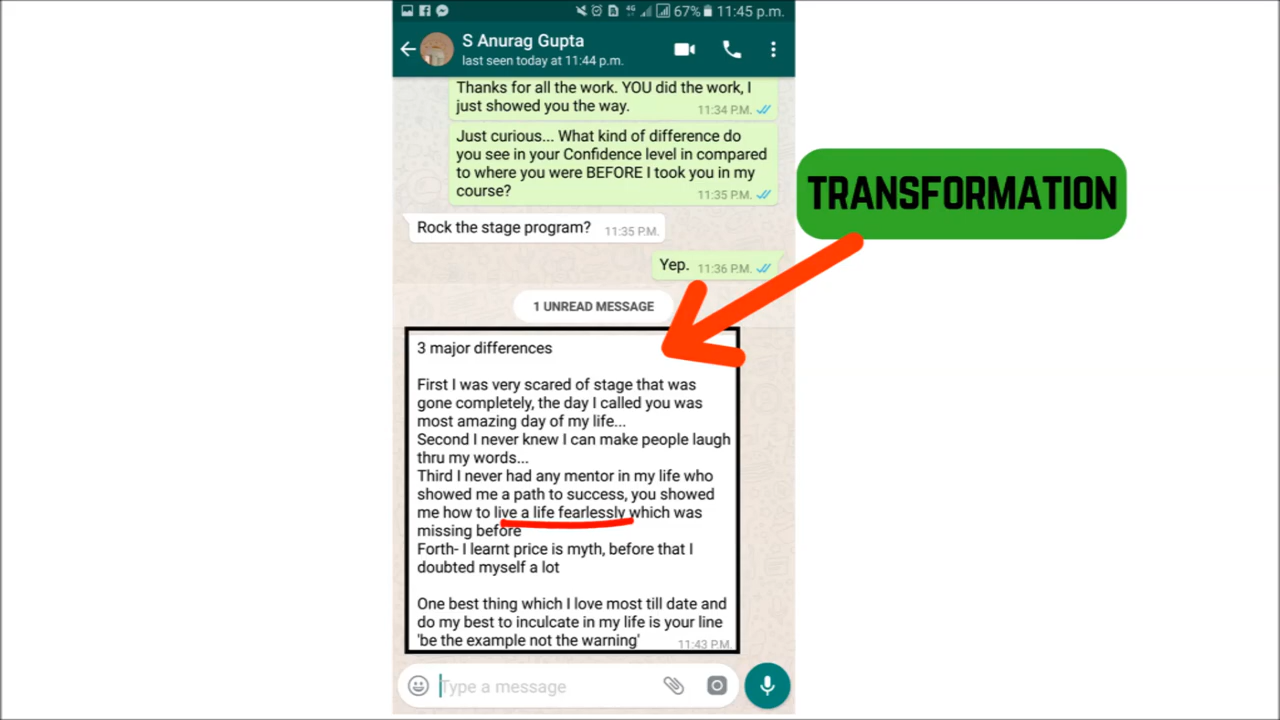 67% 11:45 p.m.
S Anurag Gupta
last seen today at 11:44 p.m.
Thanks for all the work. YOU did the work, I
just showed you the way.
11:34 P.M.
Just curious... What kind of difference do
you see in your Confidence level in compared
to where you were BEFORE I took you in my
course?
11:35 P.M.
TRANSFORMATION
Rock the stage program? 11:35 P.M.
Yep. 11:36 P.M.
1 UNREAD MESSAGE
3 major differences
First I was very scared of stage that was
gone completely, the day I called you was
most amazing day of my life...
Second I never knew I can make people laugh
thru my words...
Third I never had any mentor in my life who
showed me a path to success, you showed
me how to live a life fearlessly which was
missing before
Forth- I learnt price is myth, before that I
doubted myself a lot
One best thing which I love most till date and
do my best to inculcate in my life is your line
'be the example not the warning'
11:43 P.M.
Type a message